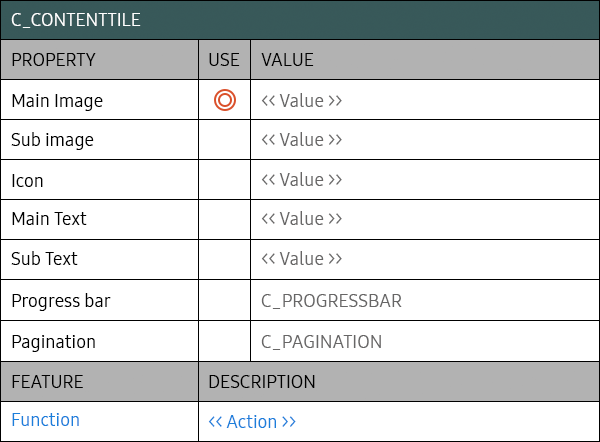 C_CONTENTTILE
PROPERTY USE VALUE
Main Image << Value >>
Sub image << Value >>
Icon << Value >>
Main Text << Value >>
Sub Text << Value >>
Progress bar C_PROGRESSBAR
Pagination C_PAGINATION
FEATURE DESCRIPTION
Function << Action >>